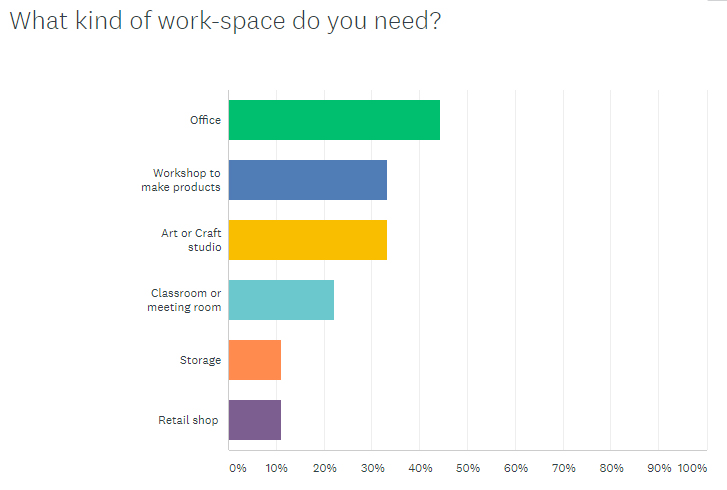 What kind of work-space do you need?
Office
Workshop to
make products
Art or Craft
studio
Classroom or
meeting room
Storage
Retail shop
0% 10% 20% 30% 40% 50% 60% 70% 80% 90% 100%